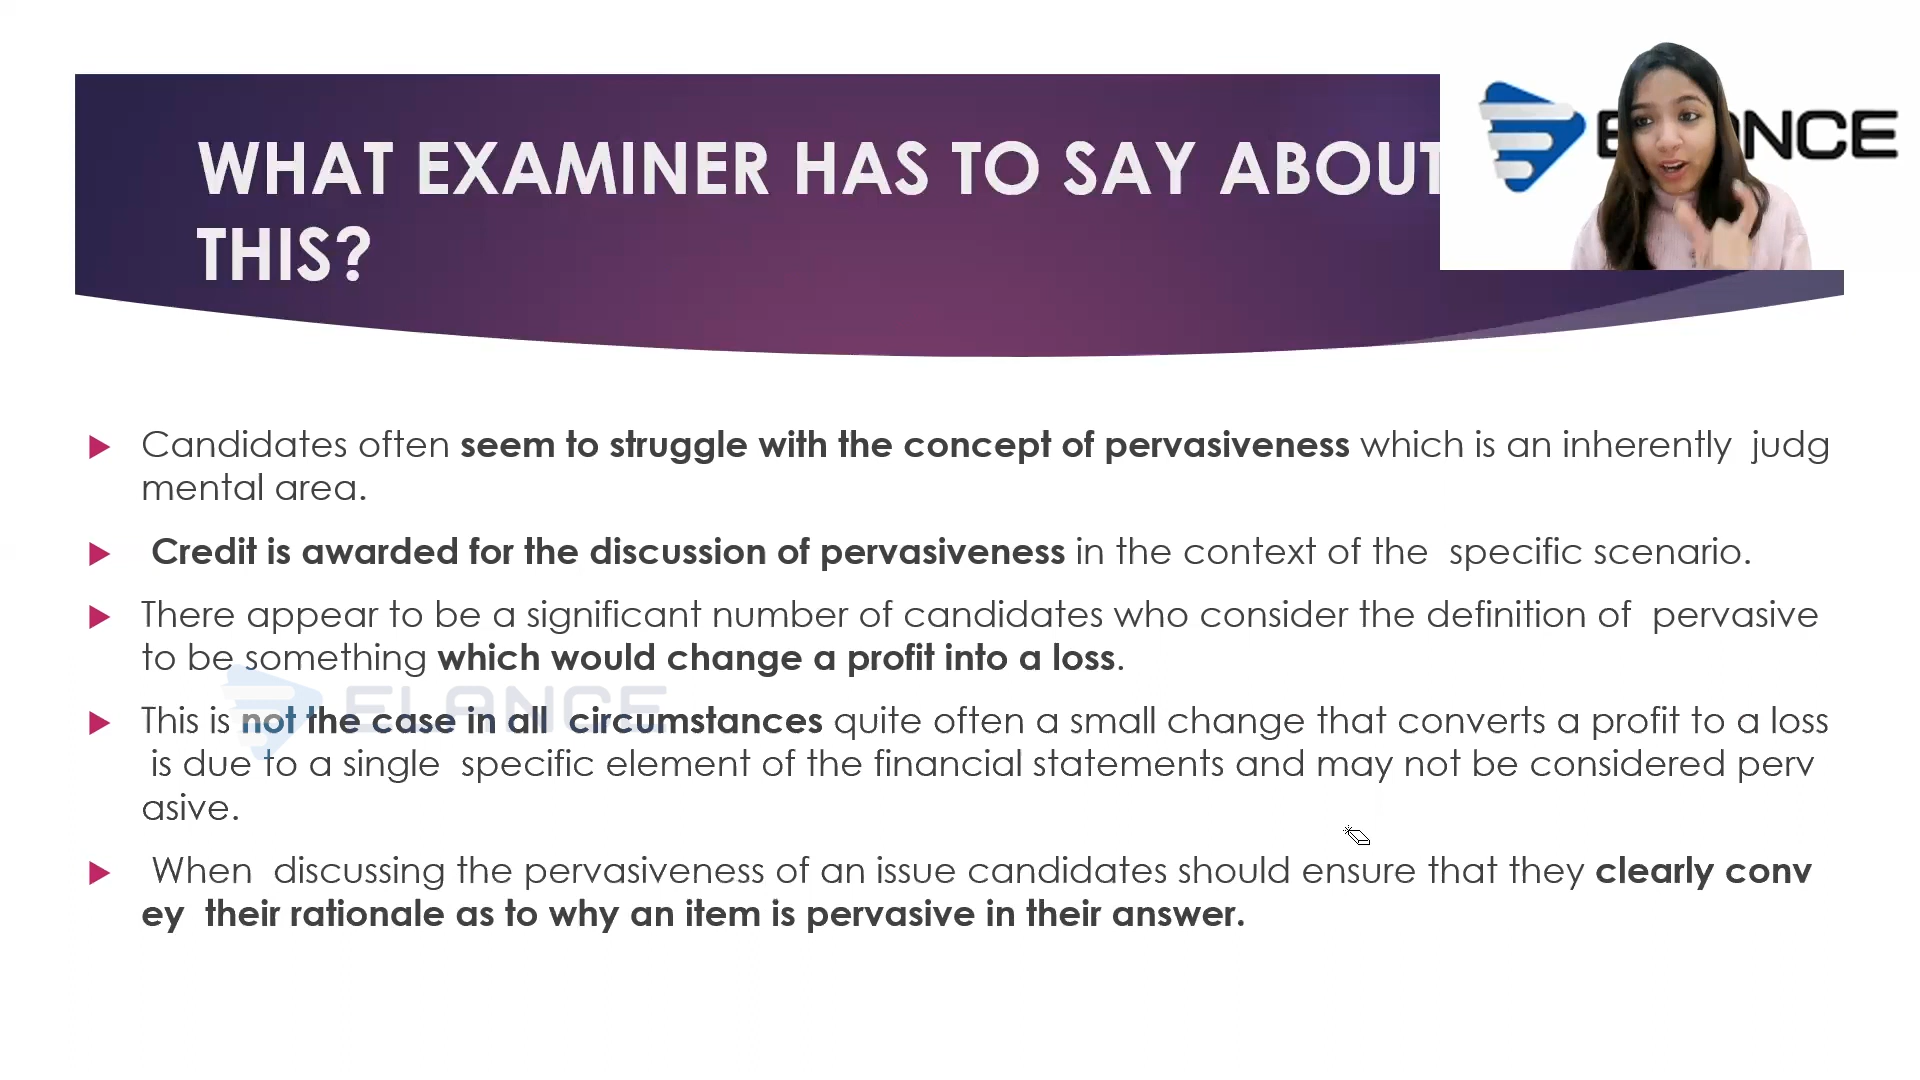 WHAT EXAMINER HAS TO SAY ABOUT
THIS?
ELANCE
Candidates often seem to struggle with the concept of pervasiveness which is an inherently judg
mental area.
Credit is awarded for the discussion of pervasiveness in the context of the specific scenario.
There appear to be a significant number of candidates who consider the definition of pervasive
to be something which would change a profit into a loss.
ELANCE
This is not the case in all circumstances quite often a small change that converts a profit to a loss
is due to a single specific element of the financial statements and may not be considered perv
asive.
When discussing the pervasiveness of an issue candidates should ensure that they clearly conv
ey their rationale as to why an item is pervasive in their answer.